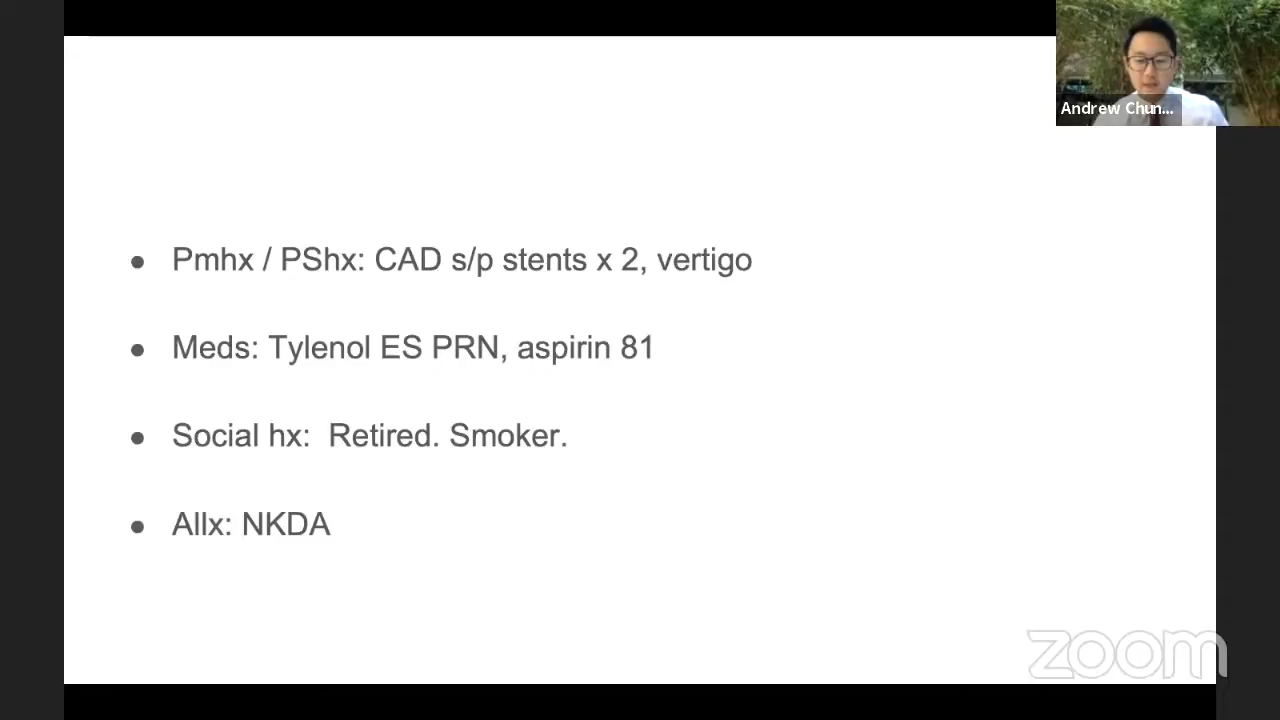 Andrew Chun...
● Pmhx / PShx: CAD s/p stents x 2, vertigo
● Meds: Tylenol ES PRN, aspirin 81
● Social hx:  Retired. Smoker.
● Allx: NKDA
zoom